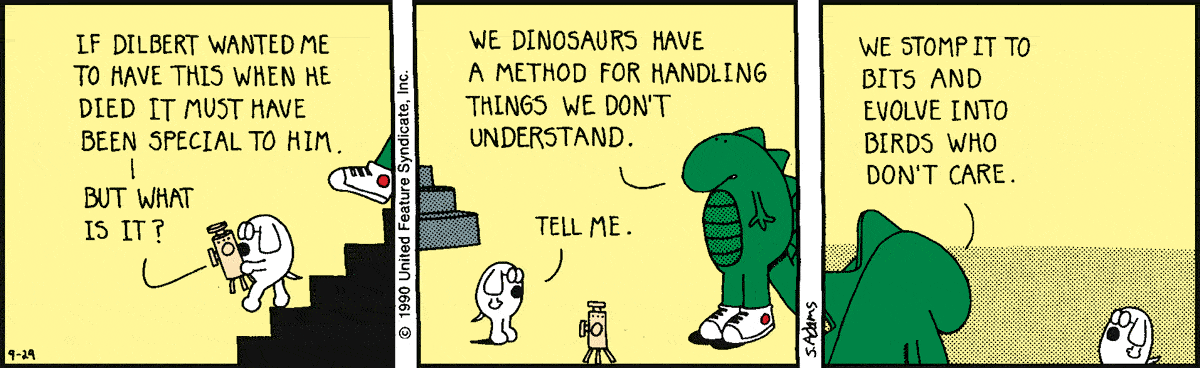 IF DILBERT WANTED ME
TO HAVE THIS WHEN HE
DIED IT MUST HAVE
BEEN SPECIAL TO HIM.
BUT WHAT
IS IT?
9-29
© 1990 United Feature Syndicate, Inc.
WE DINOSAURS HAVE
A METHOD FOR HANDLING
THINGS WE DON'T
UNDERSTAND.
TELL ME.
S.Adams
WE STOMP IT TO
BITS AND
EVOLVE INTO
BIRDS WHO
DON'T CARE.